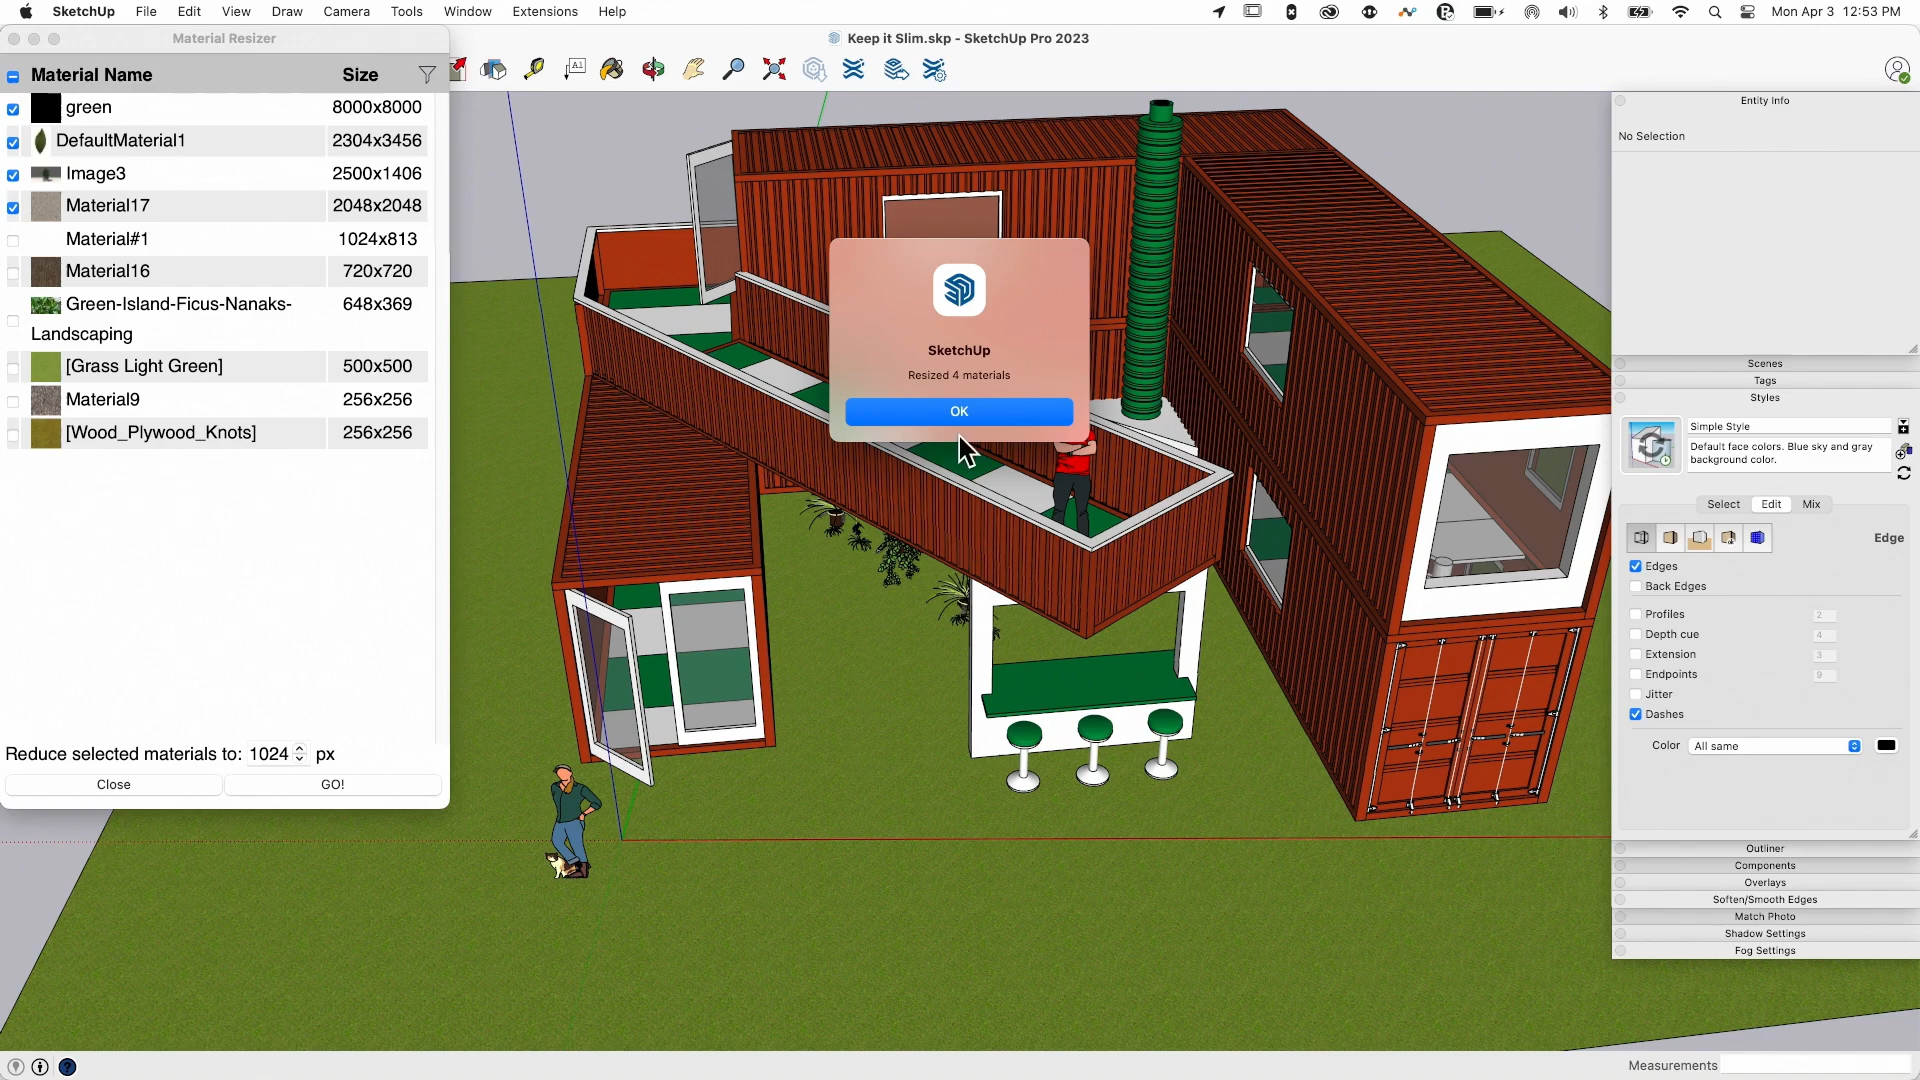 SketchUp File Edit View Draw Camera Tools Window Extensions Help
Mon Apr 3 12:53 PM
Material Resizer
Keep it Slim.skp - SketchUp Pro 2023
Material Name Size
green 8000x8000
DefaultMaterial1 2304x3456
Image3 2500x1406
Material17 2048x2048
Material#1 1024x813
Material16 720x720
Green-Island-Ficus-Nanaks- 648x369
Landscaping
[Grass Light Green] 500x500
Material9 256x256
[Wood_Plywood_Knots] 256x256
Reduce selected materials to: 1024 px
Close GO!
A1
SketchUp
Resized 4 materials
OK
Entity Info
No Selection
Scenes
Tags
Styles
Simple Style
Default face colors. Blue sky and gray
background color.
Select Edit Mix
Edge
Edges
Back Edges
Profiles 2
Depth cue 4
Extension 3
Endpoints 9
Jitter
Dashes
Color All same
Outliner
Components
Overlays
Soften/Smooth Edges
Match Photo
Shadow Settings
Fog Settings
Measurements